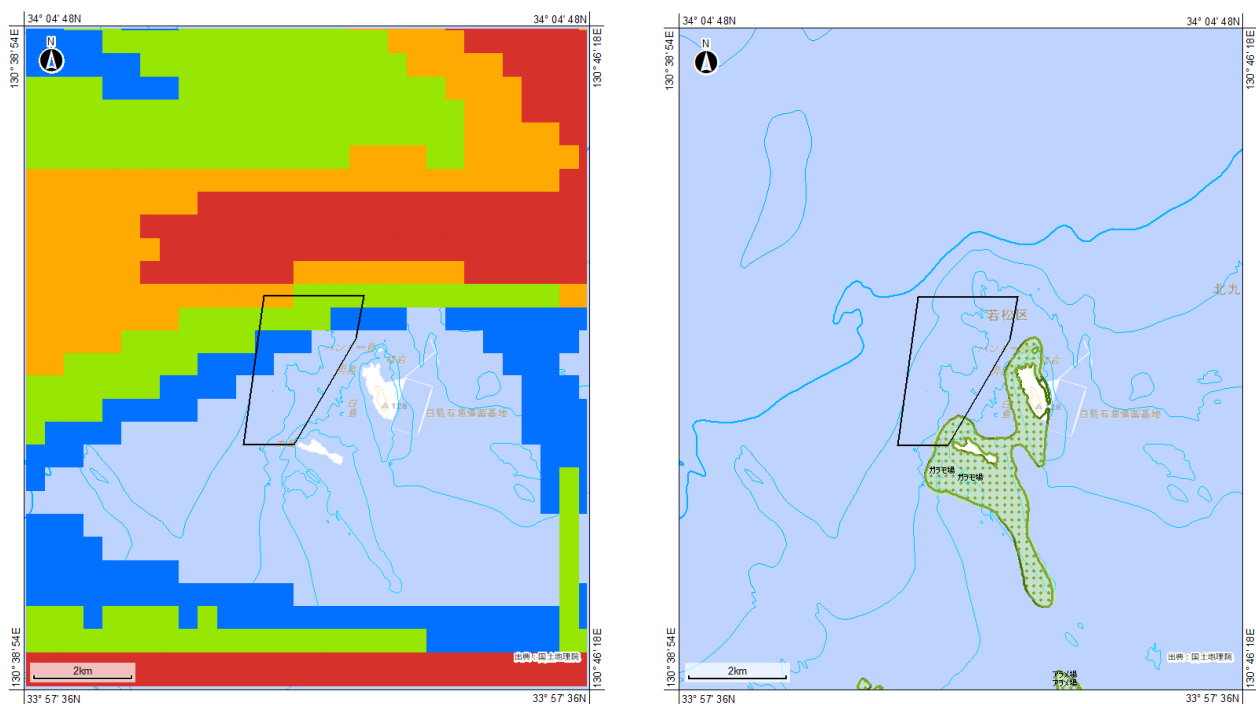 34° 04′ 48N
34° 04′ 48N
130° 38′ 54E
130° 46′ 18E
N
128
白島石油備蓄基地
130° 38′ 54E
130° 46′ 18E
2km
出典：国土地理院
33° 57′ 36N
33° 57′ 36N
34° 04′ 48N
34° 04′ 48N
130° 38′ 54E
130° 46′ 18E
N
北九
若松区
白島石油備蓄基地
ガラモ場
ガラモ場
130° 38′ 54E
130° 46′ 18E
2km
出典：国土地理院
アラメ場
アラメ場
33° 57′ 36N
33° 57′ 36N